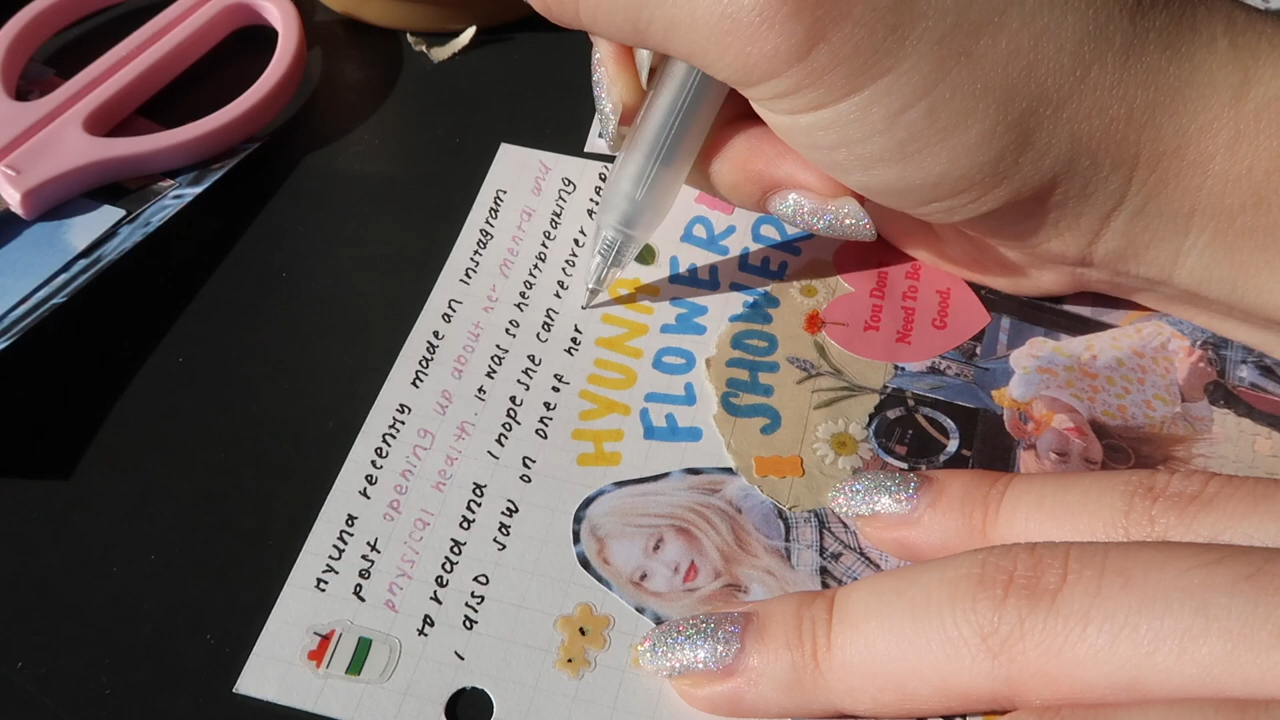 Hyuna recently made an instagram
post opening up about her mental and
physical health. it was so heartbreaking
to read and I hope she can recover ASAP!
I also saw on one of her
HYUNA
FLOWER
SHOWER
You Don't
Need To Be
Good.